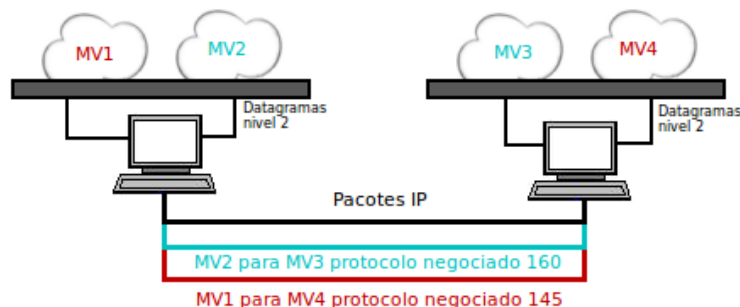 MV1
MV2
MV3
MV4
Datagramas
nivel 2
Datagramas
nivel 2
Pacotes IP
MV2 para MV3 protocolo negociado 160
MV1 para MV4 protocolo negociado 145